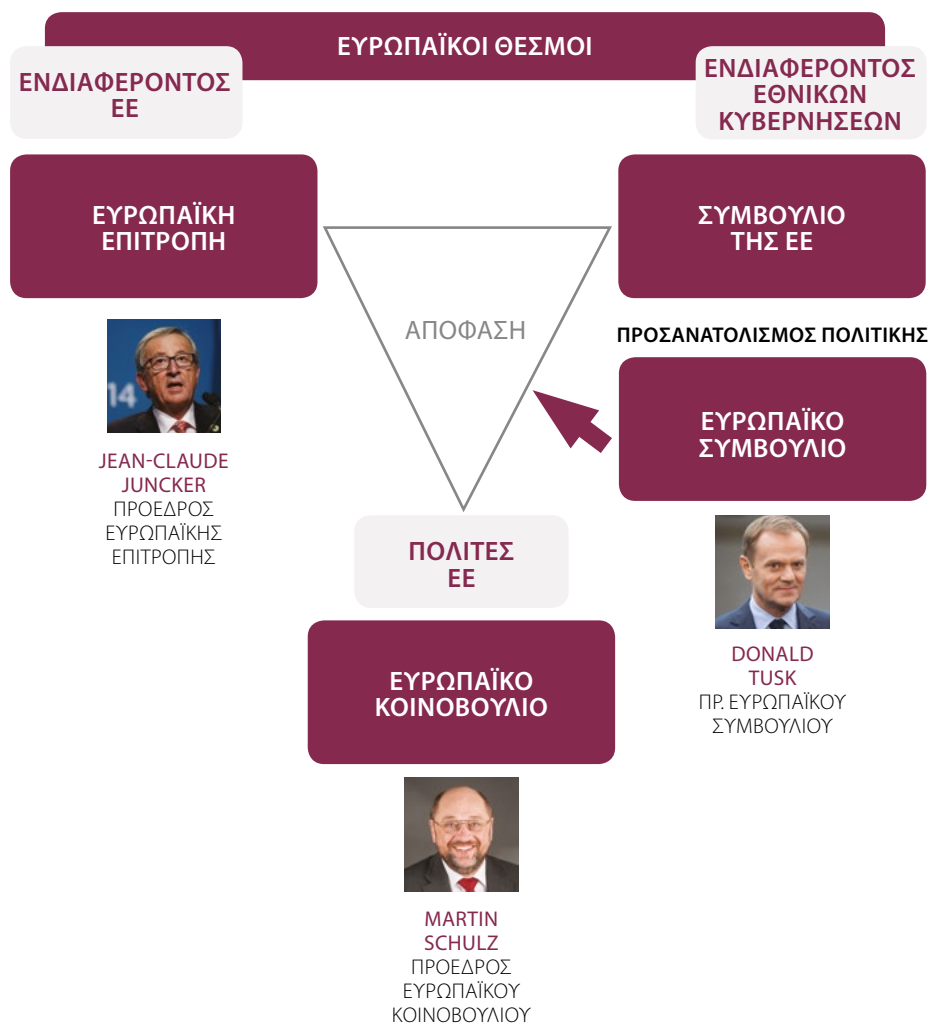 ΕΥΡΩΠΑΪΚΟΙ ΘΕΣΜΟΙ
ΕΝΔΙΑΦΕΡΟΝΤΟΣ
ΕΕ
ΕΝΔΙΑΦΕΡΟΝΤΟΣ
ΕΘΝΙΚΩΝ
ΚΥΒΕΡΝΗΣΕΩΝ
ΕΥΡΩΠΑΪΚΗ
ΕΠΙΤΡΟΠΗ
ΣΥΜΒΟΥΛΙΟ
ΤΗΣ ΕΕ
ΑΠΟΦΑΣΗ
ΠΡΟΣΑΝΑΤΟΛΙΣΜΟΣ ΠΟΛΙΤΙΚΗΣ
14
ΕΥΡΩΠΑΪΚΟ
ΣΥΜΒΟΥΛΙΟ
JEAN-CLAUDE
JUNCKER
ΠΡΟΕΔΡΟΣ
ΕΥΡΩΠΑΪΚΗΣ
ΕΠΙΤΡΟΠΗΣ
ΠΟΛΙΤΕΣ
ΕΕ
DONALD
TUSK
ΠΡ. ΕΥΡΩΠΑΪΚΟΥ
ΣΥΜΒΟΥΛΙΟΥ
ΕΥΡΩΠΑΪΚΟ
ΚΟΙΝΟΒΟΥΛΙΟ
MARTIN
SCHULZ
ΠΡΟΕΔΡΟΣ
ΕΥΡΩΠΑΪΚΟΥ
ΚΟΙΝΟΒΟΥΛΙΟΥ